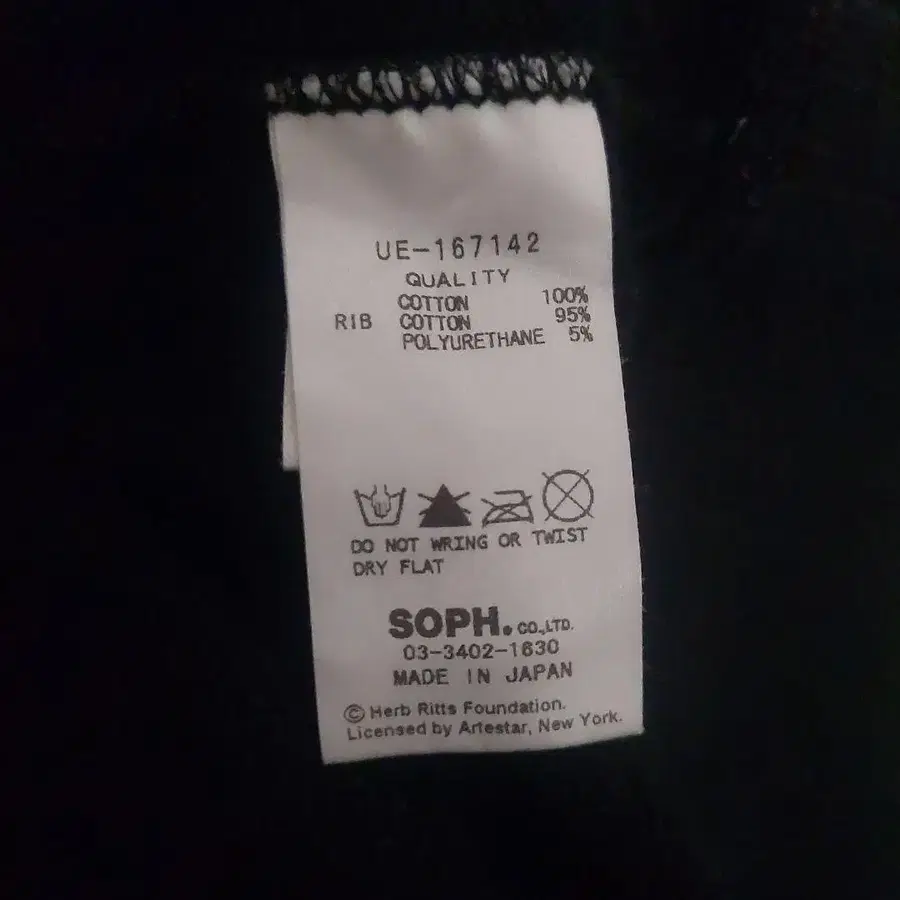 UE-167142
QUALITY
COTTON 100%
RIB COTTON 95%
POLYURETHANE 5%
DO NOT WRING OR TWIST
DRY FLAT
SOPH. CO.,LTD.
03-3402-1630
MADE IN JAPAN
© Herb Ritts Foundation.
Licensed by Artestar, New York.